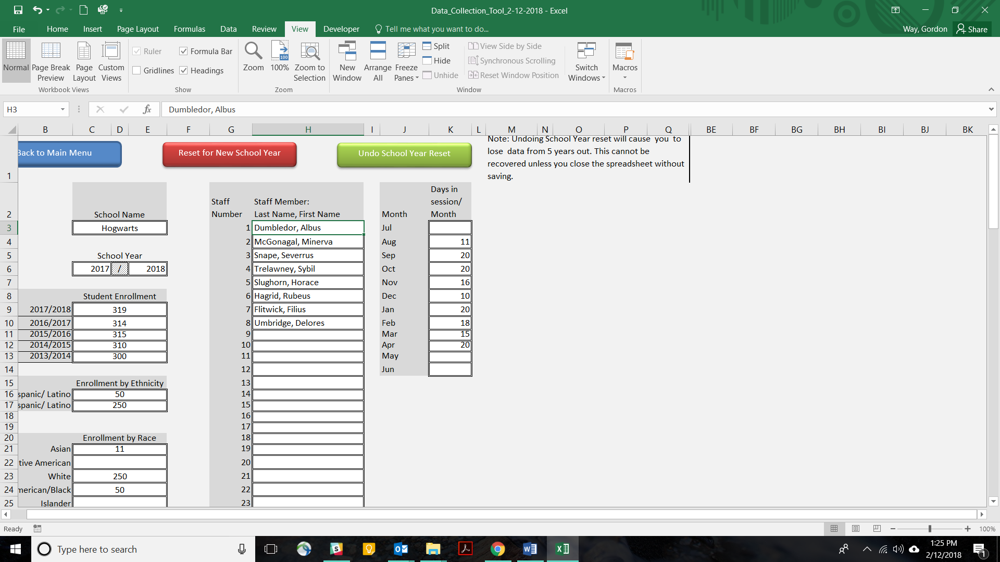 Data_Collection_Tool_2-12-2018 - Excel
File Home Insert Page Layout Formulas Data Review View Developer Tell me what you want to do... Way, Gordon Share
Normal Page Break Preview Page Layout Custom Views
Workbook Views
Ruler Formula Bar
Gridlines Headings
Show
Zoom 100% Zoom to Selection
Zoom
New Window Arrange All Freeze Panes
Split
Hide
Unhide
View Side by Side
Synchronous Scrolling
Reset Window Position
Switch Windows
Window
Macros
Macros
H3 fx Dumbledor, Albus
B C D E F G H I J K L M N O P Q BE BF BG BH BI BJ BK
Back to Main Menu Reset for New School Year Undo School Year Reset
Note: Undoing School Year reset will cause you to
lose data from 5 years out. This cannot be
recovered unless you close the spreadsheet without
saving.
1
2 School Name Staff Number Staff Member: Last Name, First Name Month Days in session/ Month
3 Hogwarts 1 Dumbledor, Albus Jul
4 2 McGonagal, Minerva Aug 11
5 School Year 3 Snape, Severrus Sep 20
6 2017 / 2018 4 Trelawney, Sybil Oct 20
7 5 Slughorn, Horace Nov 16
8 Student Enrollment 6 Hagrid, Rubeus Dec 10
9 2017/2018 319 7 Flitwick, Filius Jan 20
10 2016/2017 314 8 Umbridge, Delores Feb 18
11 2015/2016 315 9 Mar 15
12 2014/2015 310 10 Apr 20
13 2013/2014 300 11 May
14 12 Jun
15 Enrollment by Ethnicity 13
16 spanic/ Latino 50 14
17 spanic/ Latino 250 15
18 16
19 17
20 Enrollment by Race 18
21 Asian 11 19
22 tive American 20
23 White 250 21
24 merican/Black 50 22
25 Islander 23
Ready 100%
Type here to search 1:25 PM
2/12/2018 1